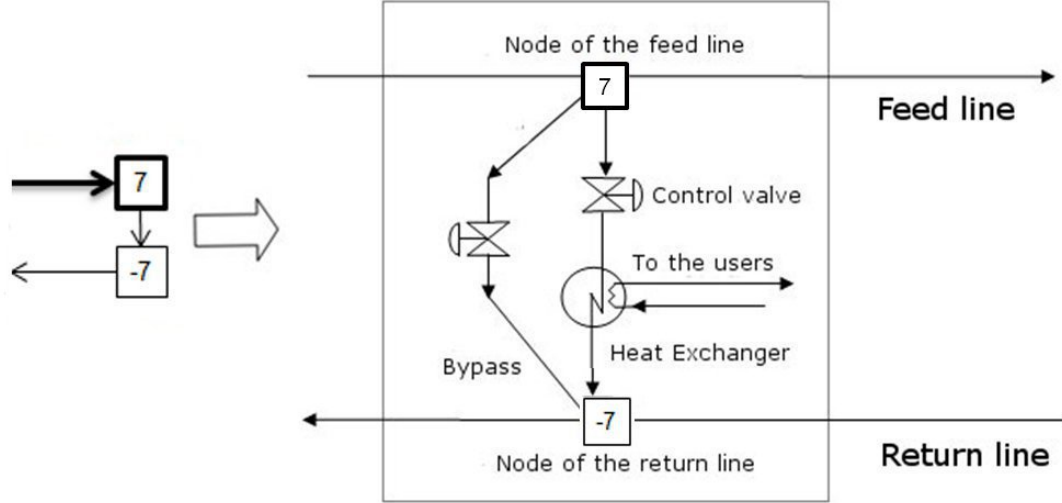 7
-7
Node of the feed line
7
Feed line
Control valve
To the users
Heat Exchanger
Bypass
-7
Node of the return line
Return line